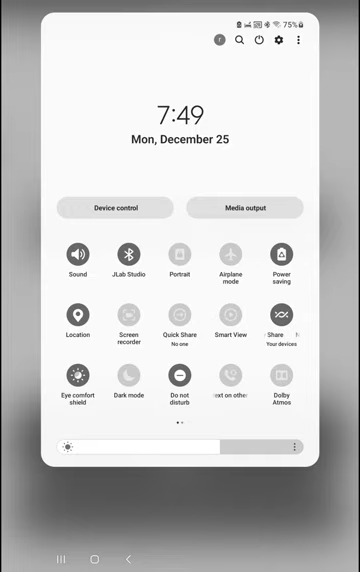 75%
r
7:49
Mon, December 25
Device control
Media output
Sound
JLab Studio
Portrait
Airplane
mode
Power
saving
Location
Screen
recorder
Quick Share
No one
Smart View
Share
Your devices
Eye comfort
shield
Dark mode
Do not
disturb
ext on other
Dolby
Atmos